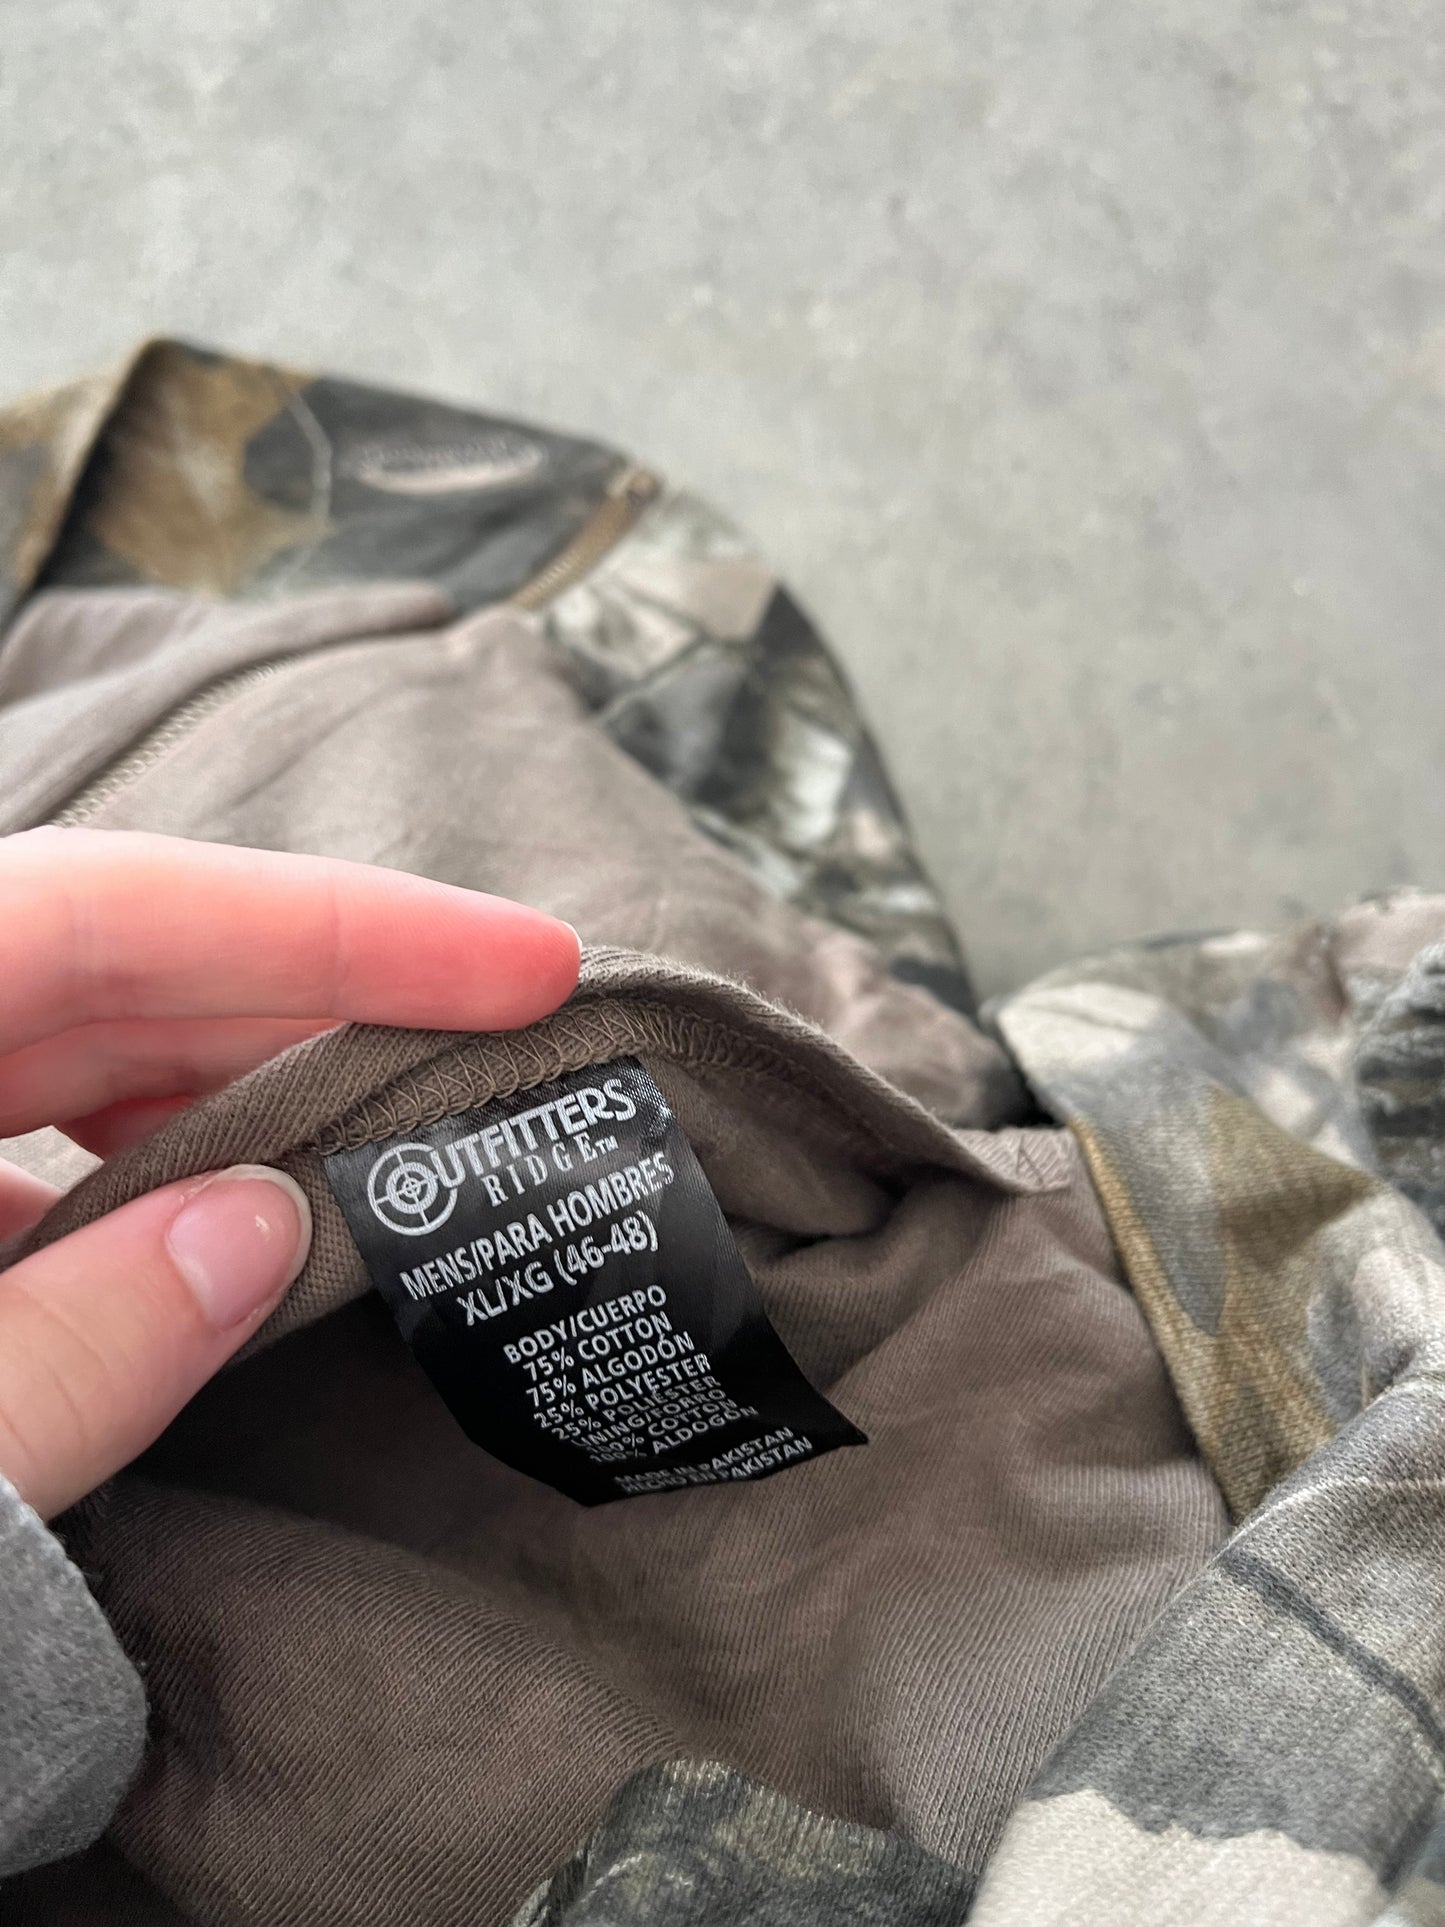 OUTFITTERS
RIDGE™
MENS/PARA HOMBRES
XL/XG (46-48)
BODY/CUERPO
75% COTTON
75% ALGODÓN
25% POLYESTER
25% POLIÉSTER
LINING/FORRO
100% COTTON
100% ALGODÓN
MADE IN PAKISTAN
HECHO EN PAKISTAN